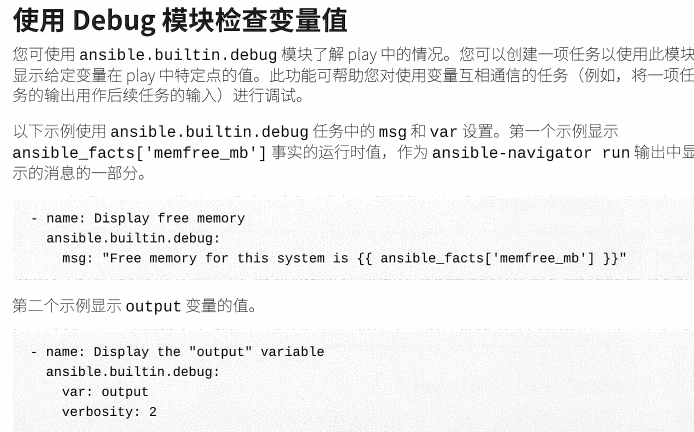 使用 Debug 模块检查变量值
您可使用 ansible.builtin.debug 模块了解 play 中的情况。您可以创建一项任务以使用此模块
显示给定变量在 play 中特定点的值。此功能可帮助您对使用变量互相通信的任务（例如，将一项任
务的输出用作后续任务的输入）进行调试。
以下示例使用 ansible.builtin.debug 任务中的 msg 和 var 设置。第一个示例显示
ansible_facts['memfree_mb'] 事实的运行时值，作为 ansible-navigator run 输出中显
示的消息的一部分。
- name: Display free memory
  ansible.builtin.debug:
    msg: "Free memory for this system is {{ ansible_facts['memfree_mb'] }}"
第二个示例显示 output 变量的值。
- name: Display the "output" variable
  ansible.builtin.debug:
    var: output
    verbosity: 2